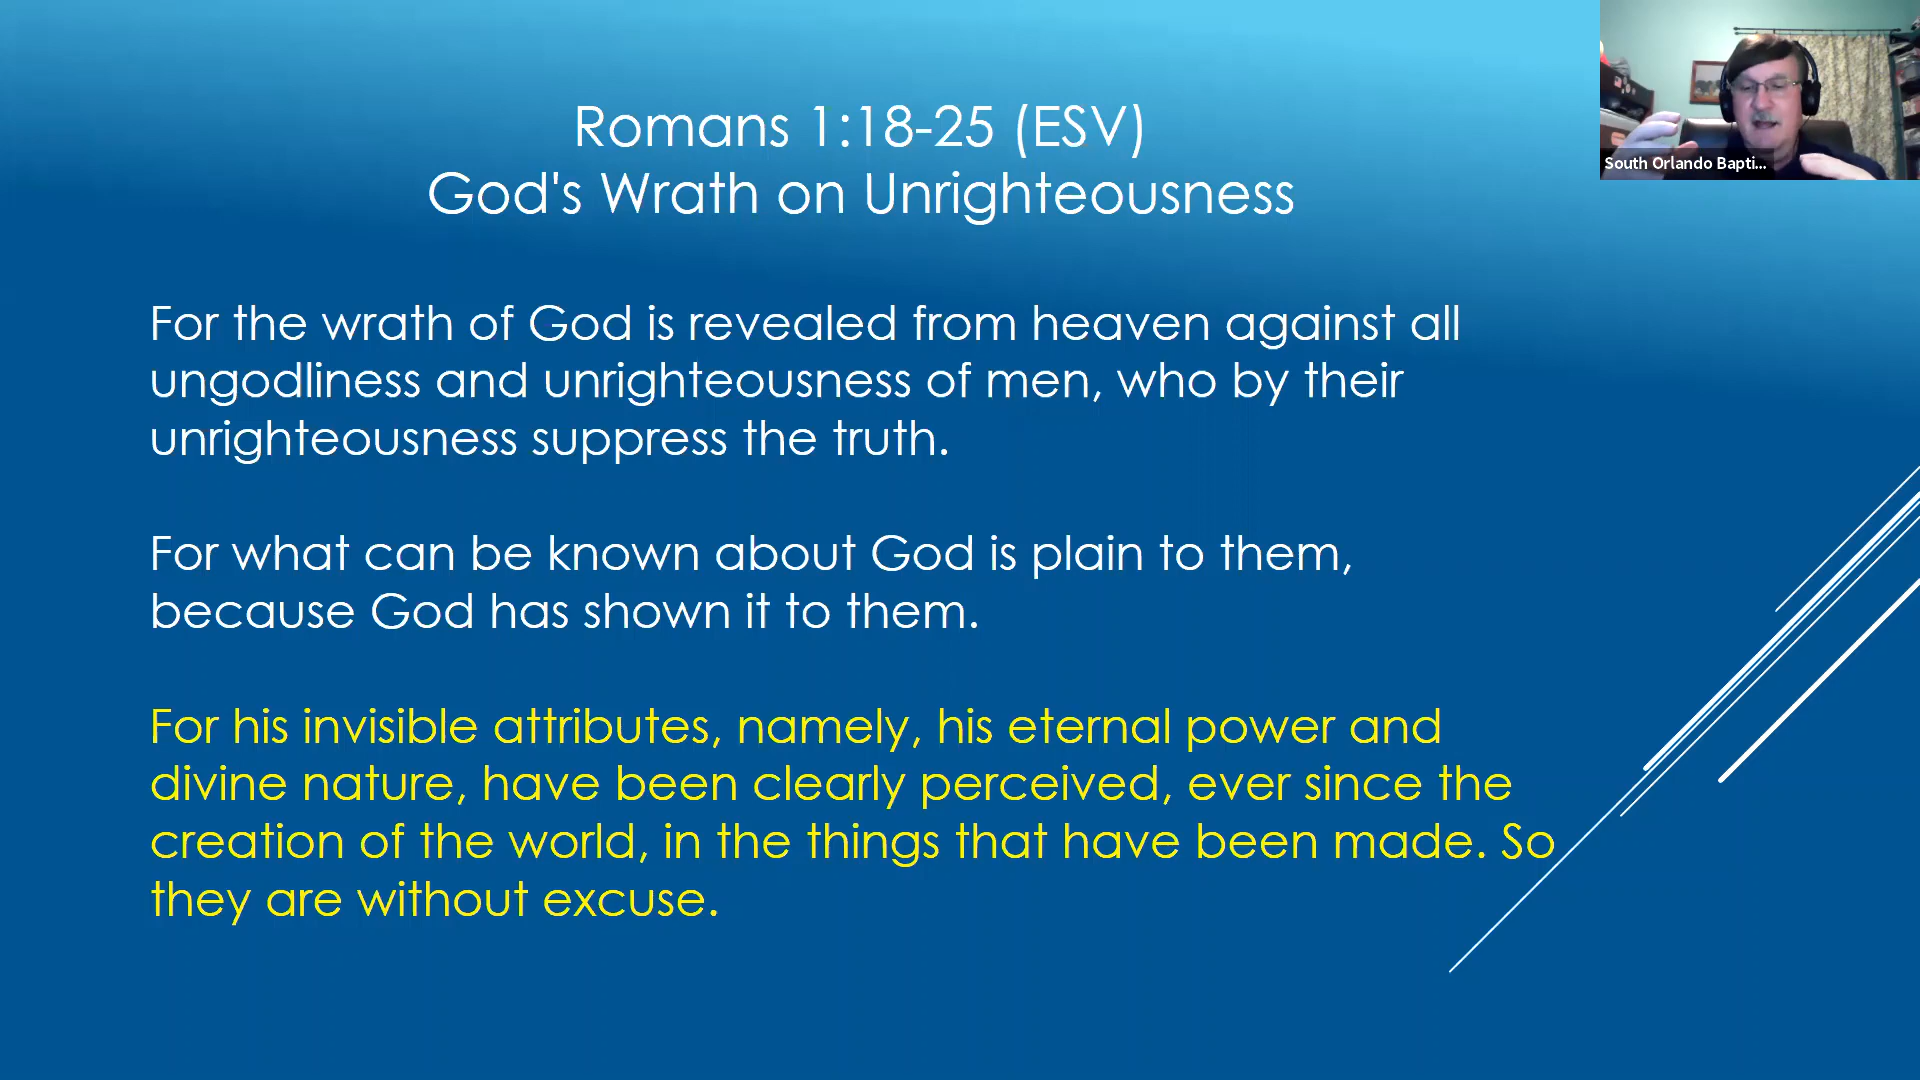 Romans 1:18-25 (ESV)
God's Wrath on Unrighteousness
South Orlando Bapti...
For the wrath of God is revealed from heaven against all
ungodliness and unrighteousness of men, who by their
unrighteousness suppress the truth.
For what can be known about God is plain to them,
because God has shown it to them.
For his invisible attributes, namely, his eternal power and
divine nature, have been clearly perceived, ever since the
creation of the world, in the things that have been made. So
they are without excuse.